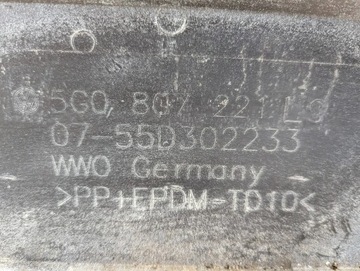 5G0 807 221 L
07-55D302233
WWO Germany
>PP+EPDM-TD10<